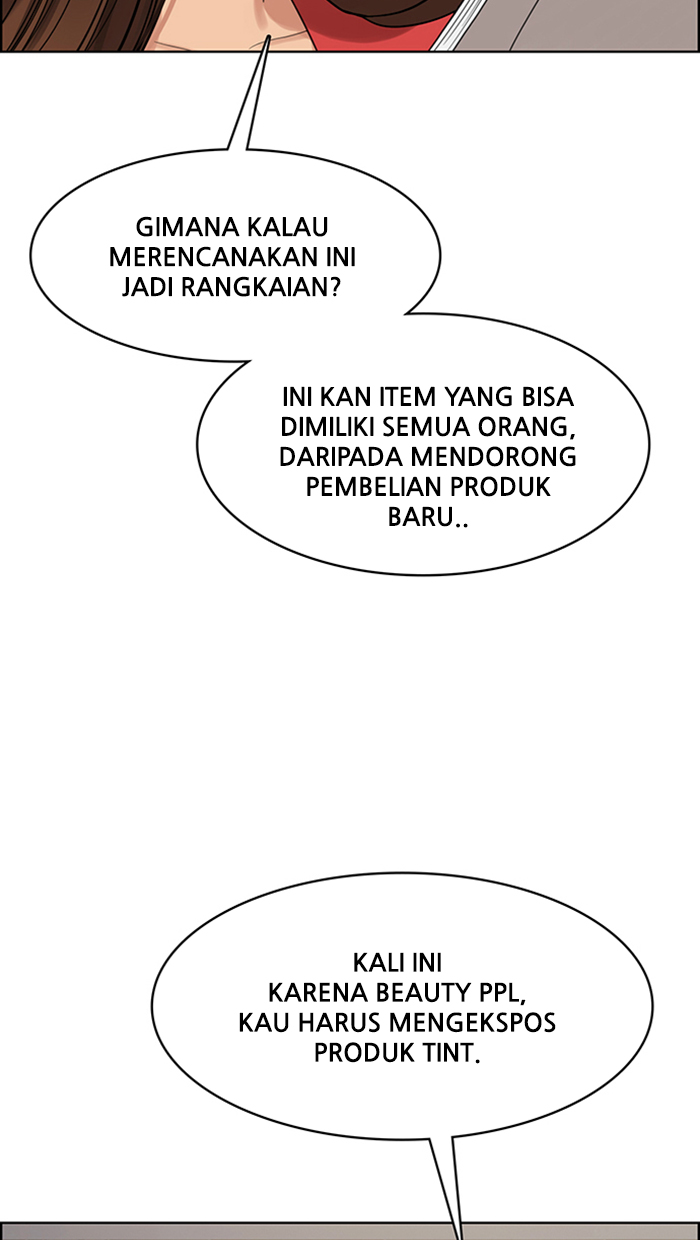 GIMANA KALAU
MERENCANAKAN INI
JADI RANGKAIAN?
INI KAN ITEM YANG BISA
DIMILIKI SEMUA ORANG,
DARIPADA MENDORONG
PEMBELIAN PRODUK
BARU..
KALI INI
KARENA BEAUTY PPL,
KAU HARUS MENGEKSPOS
PRODUK TINT.